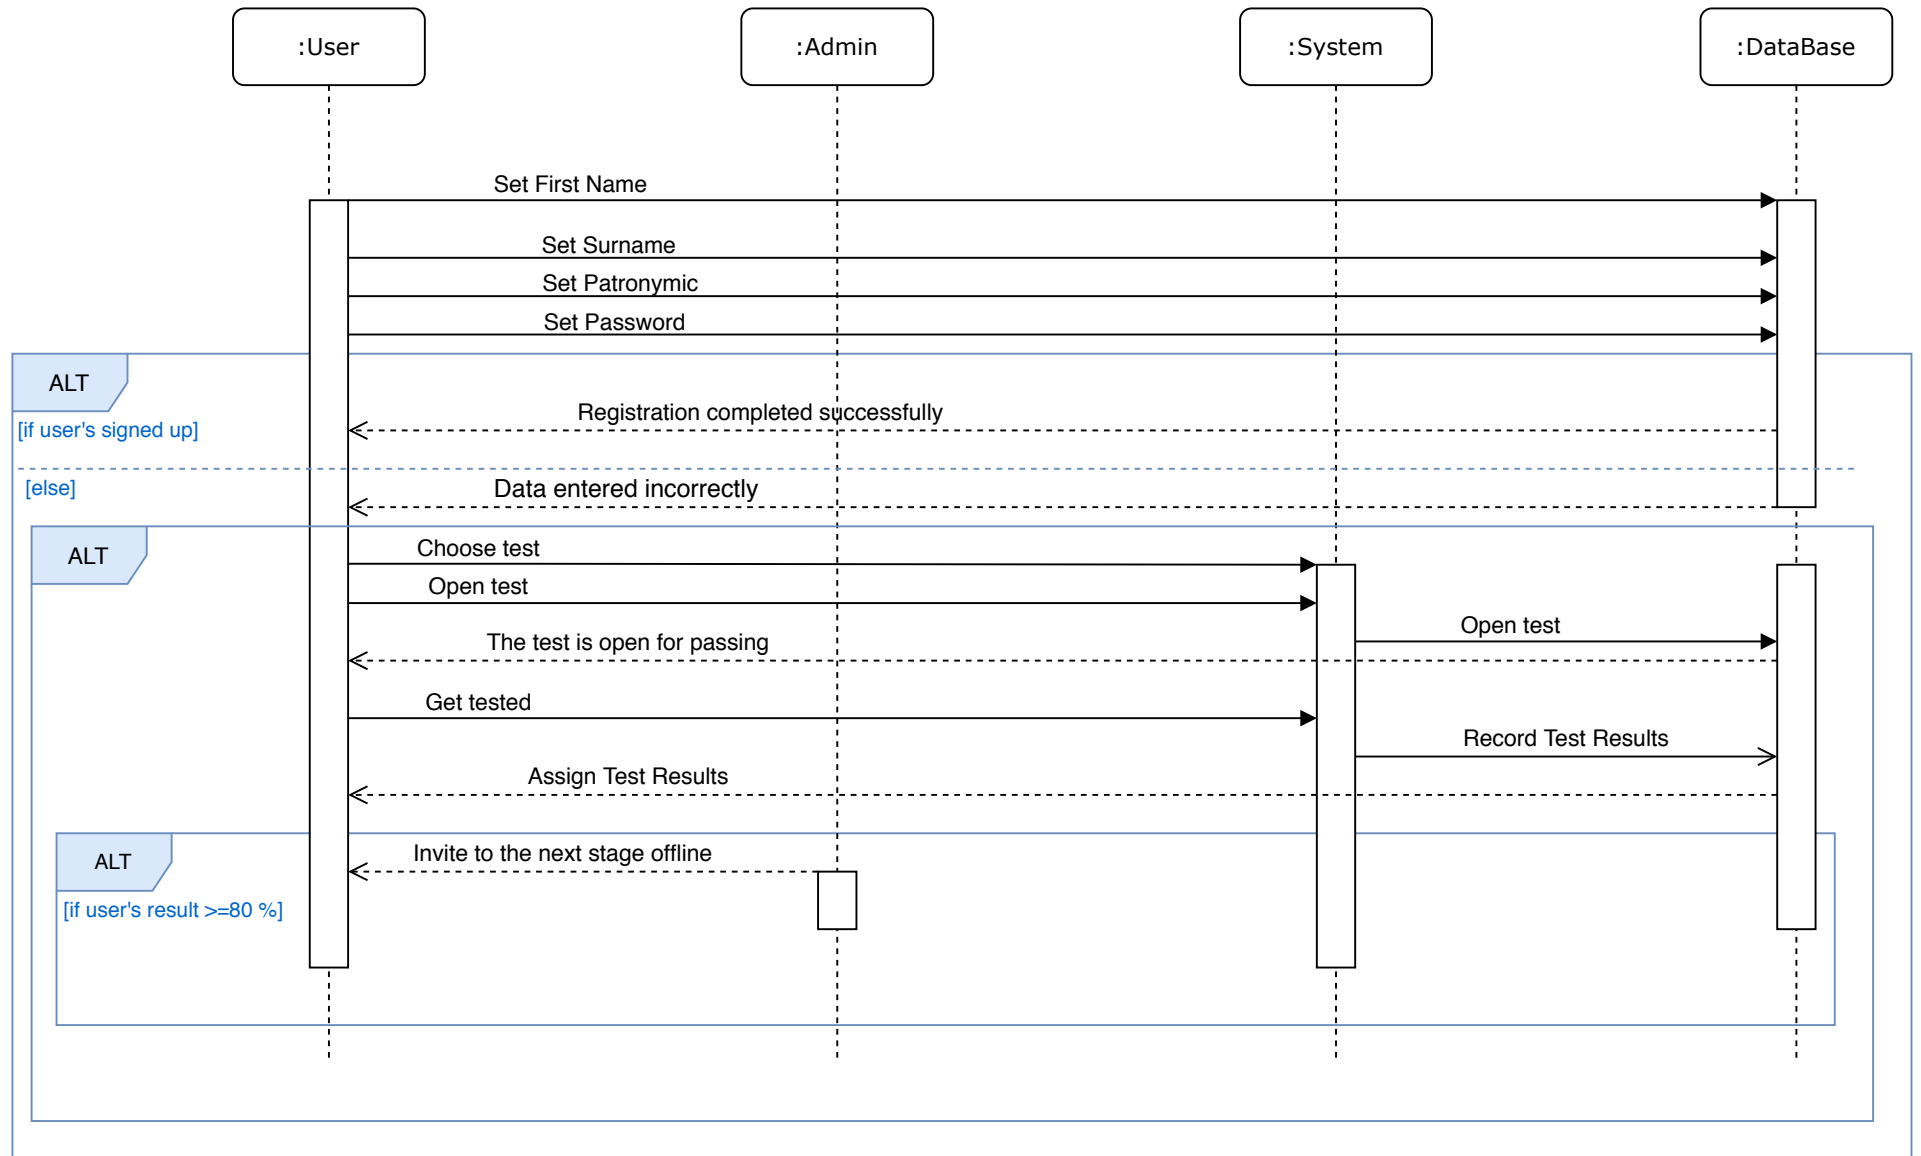 :User
:Admin
:System
:DataBase
Set First Name
Set Surname
Set Patronymic
Set Password
ALT
Registration completed successfully
[if user's signed up]
[else]
Data entered incorrectly
ALT
Choose test
Open test
Open test
The test is open for passing
Get tested
Record Test Results
Assign Test Results
ALT
Invite to the next stage offline
[if user's result >=80 %]